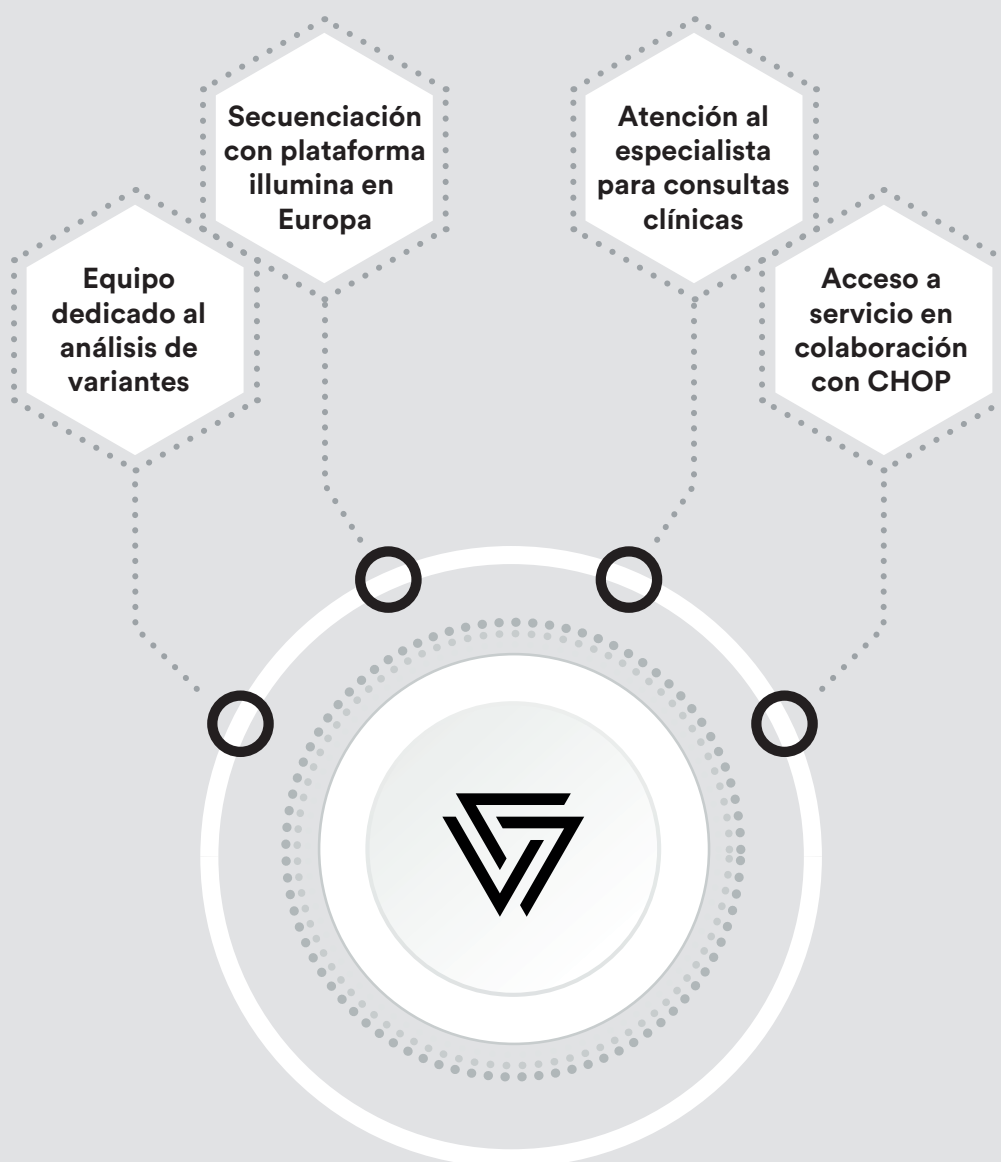 Secuenciación
con plataforma
illumina en
Europa
Atención al
especialista
para consultas
clínicas
Equipo
dedicado al
análisis de
variantes
Acceso a
servicio en
colaboración
con CHOP